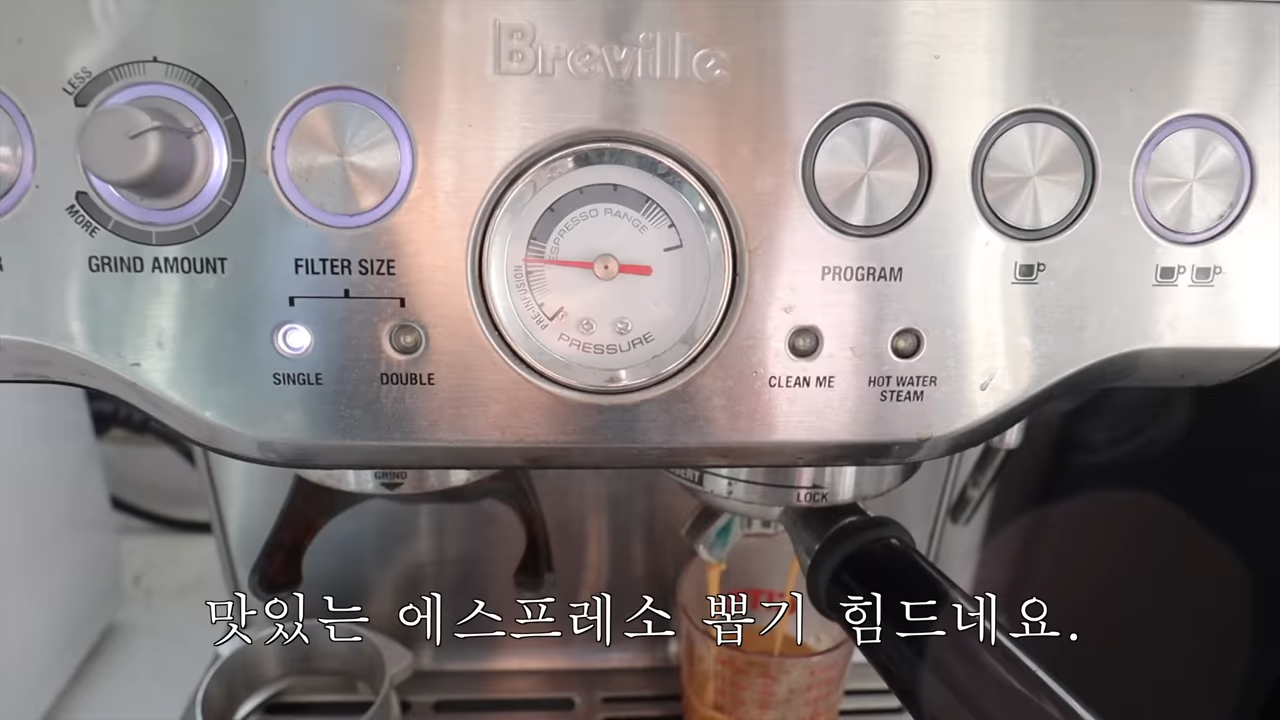 Breville
LESS
MORE
R
GRIND AMOUNT
FILTER SIZE
SINGLE
DOUBLE
ESPRESSO RANGE
PRE-INFUSION
PRESSURE
PROGRAM
CLEAN ME
HOT WATER
STEAM
GRIND
LOCK
맛있는 에스프레소 뽑기 힘드네요.